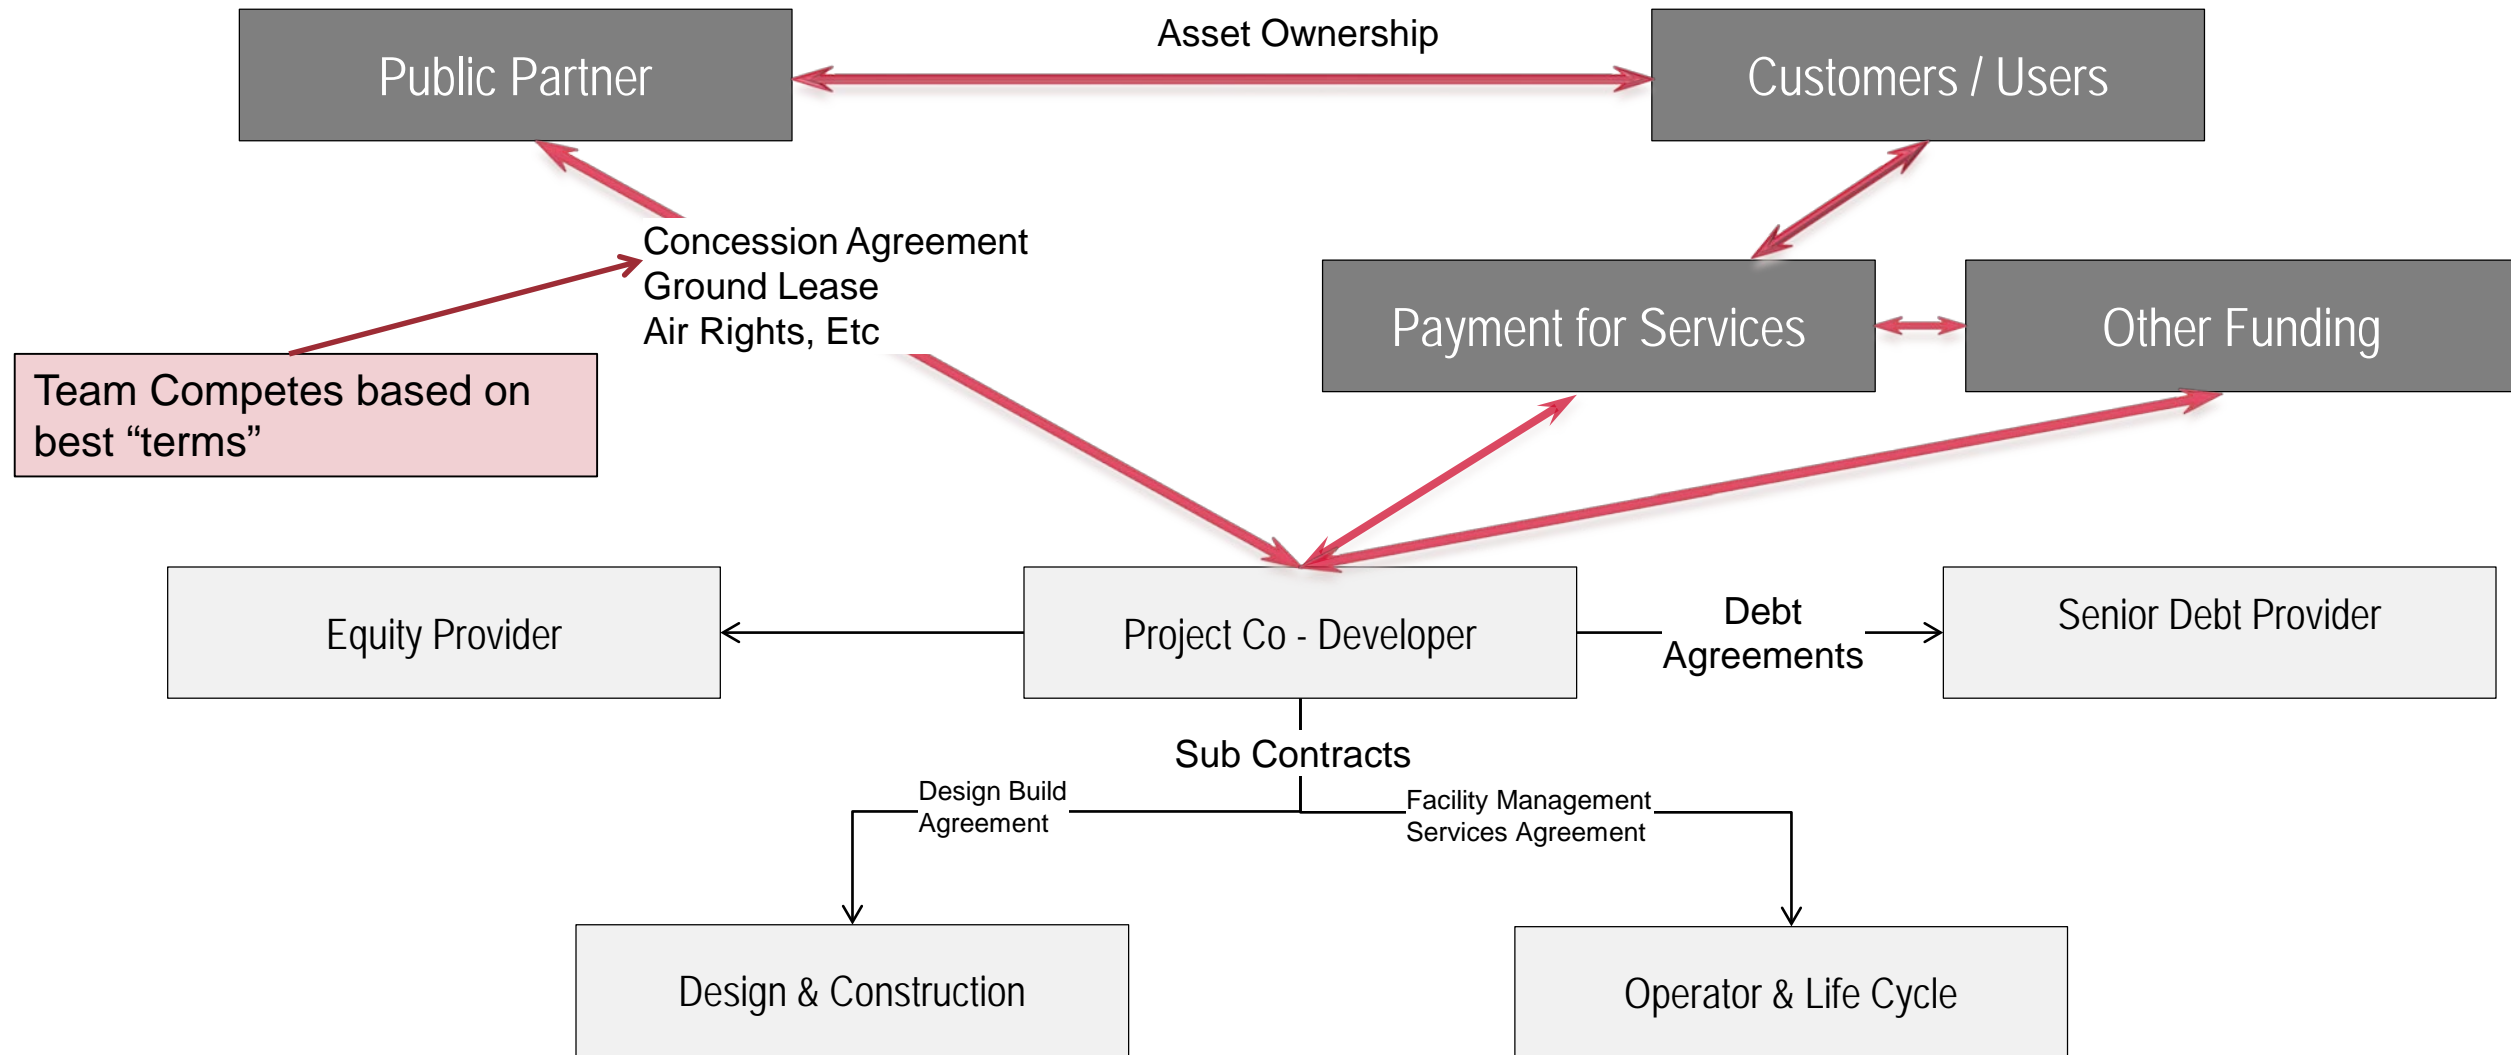 Public Partner
Asset Ownership
Customers / Users
Concession Agreement
Ground Lease
Air Rights, Etc
Payment for Services
Other Funding
Team Competes based on
best “terms”
Equity Provider
Project Co - Developer
Debt
Agreements
Senior Debt Provider
Sub Contracts
Design Build
Agreement
Facility Management
Services Agreement
Design & Construction
Operator & Life Cycle